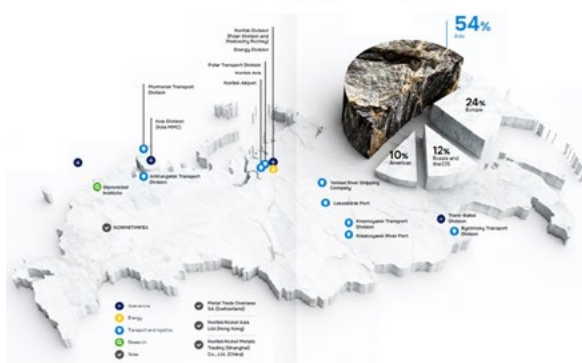 Norilsk Division
(Polar Division and
Medvezhy Ruchey)
Energy Division
Polar Transport Division
Norilsk Avia
Norilsk Airport
Murmansk Transport
Division
Kola Division
(Kola MMC)
Arkhangelsk Transport
Division
Gipronickel
Institute
NORMETIMPEX
54%
Asia
24%
Europe
12%
Russia and
the CIS
10%
Americas
Yenisei River Shipping
Company
Lesosibirsk Port
Krasnoyarsk Transport
Division
Krasnoyarsk River Port
Trans-Baikal
Division
Bystrinsky Transport
Division
Operations
Energy
Transport and logistics
Research
Sales
Metal Trade Overseas
SA (Switzerland)
Norilsk Nickel Asia
Ltd (Hong Kong)
Norilsk Nickel Metals
Trading (Shanghai)
Co., Ltd. (China)